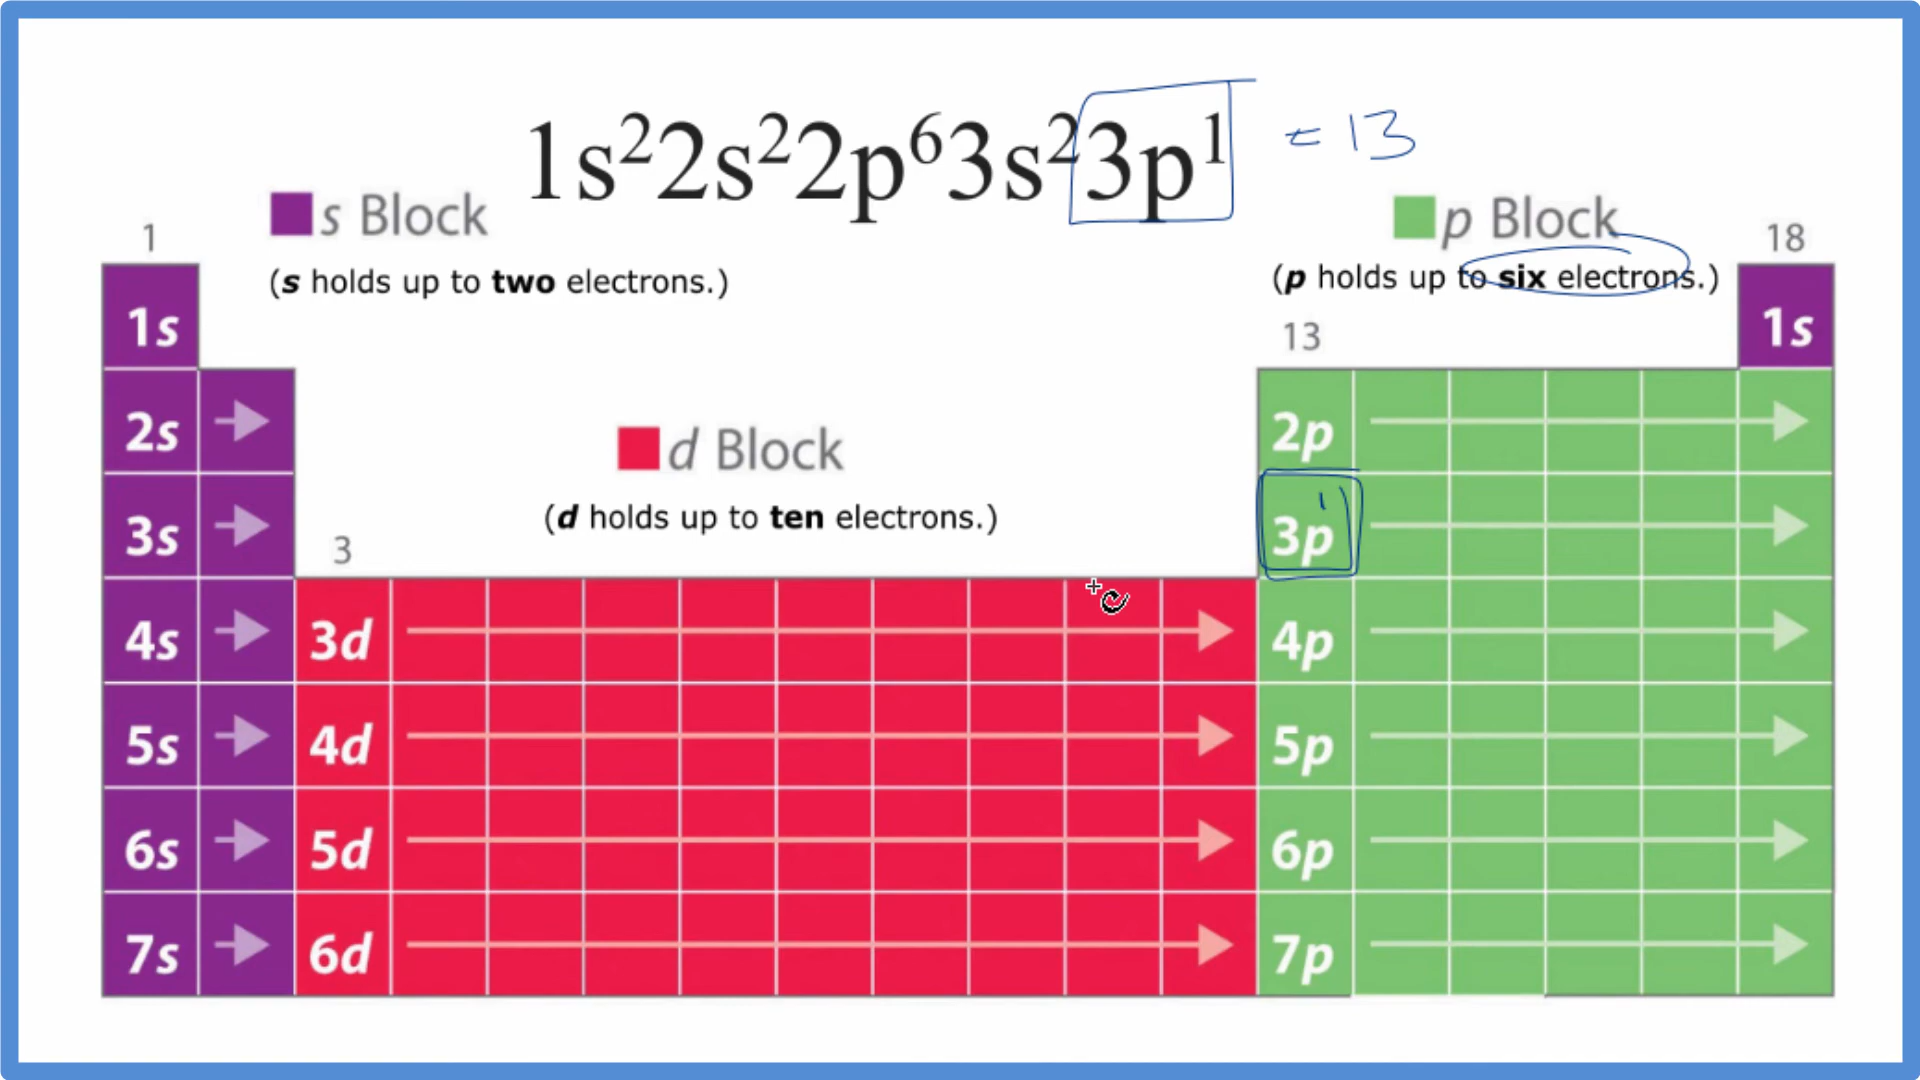 1s²2s²2p⁶3s²3p¹ = 13
s Block
p Block
1
18
(s holds up to two electrons.)
(p holds up to six electrons.)
1s
13
1s
2s
d Block
2p
(d holds up to ten electrons.)
3s
3
3p 1
4s 3d 4p
5s 4d 5p
6s 5d 6p
7s 6d 7p